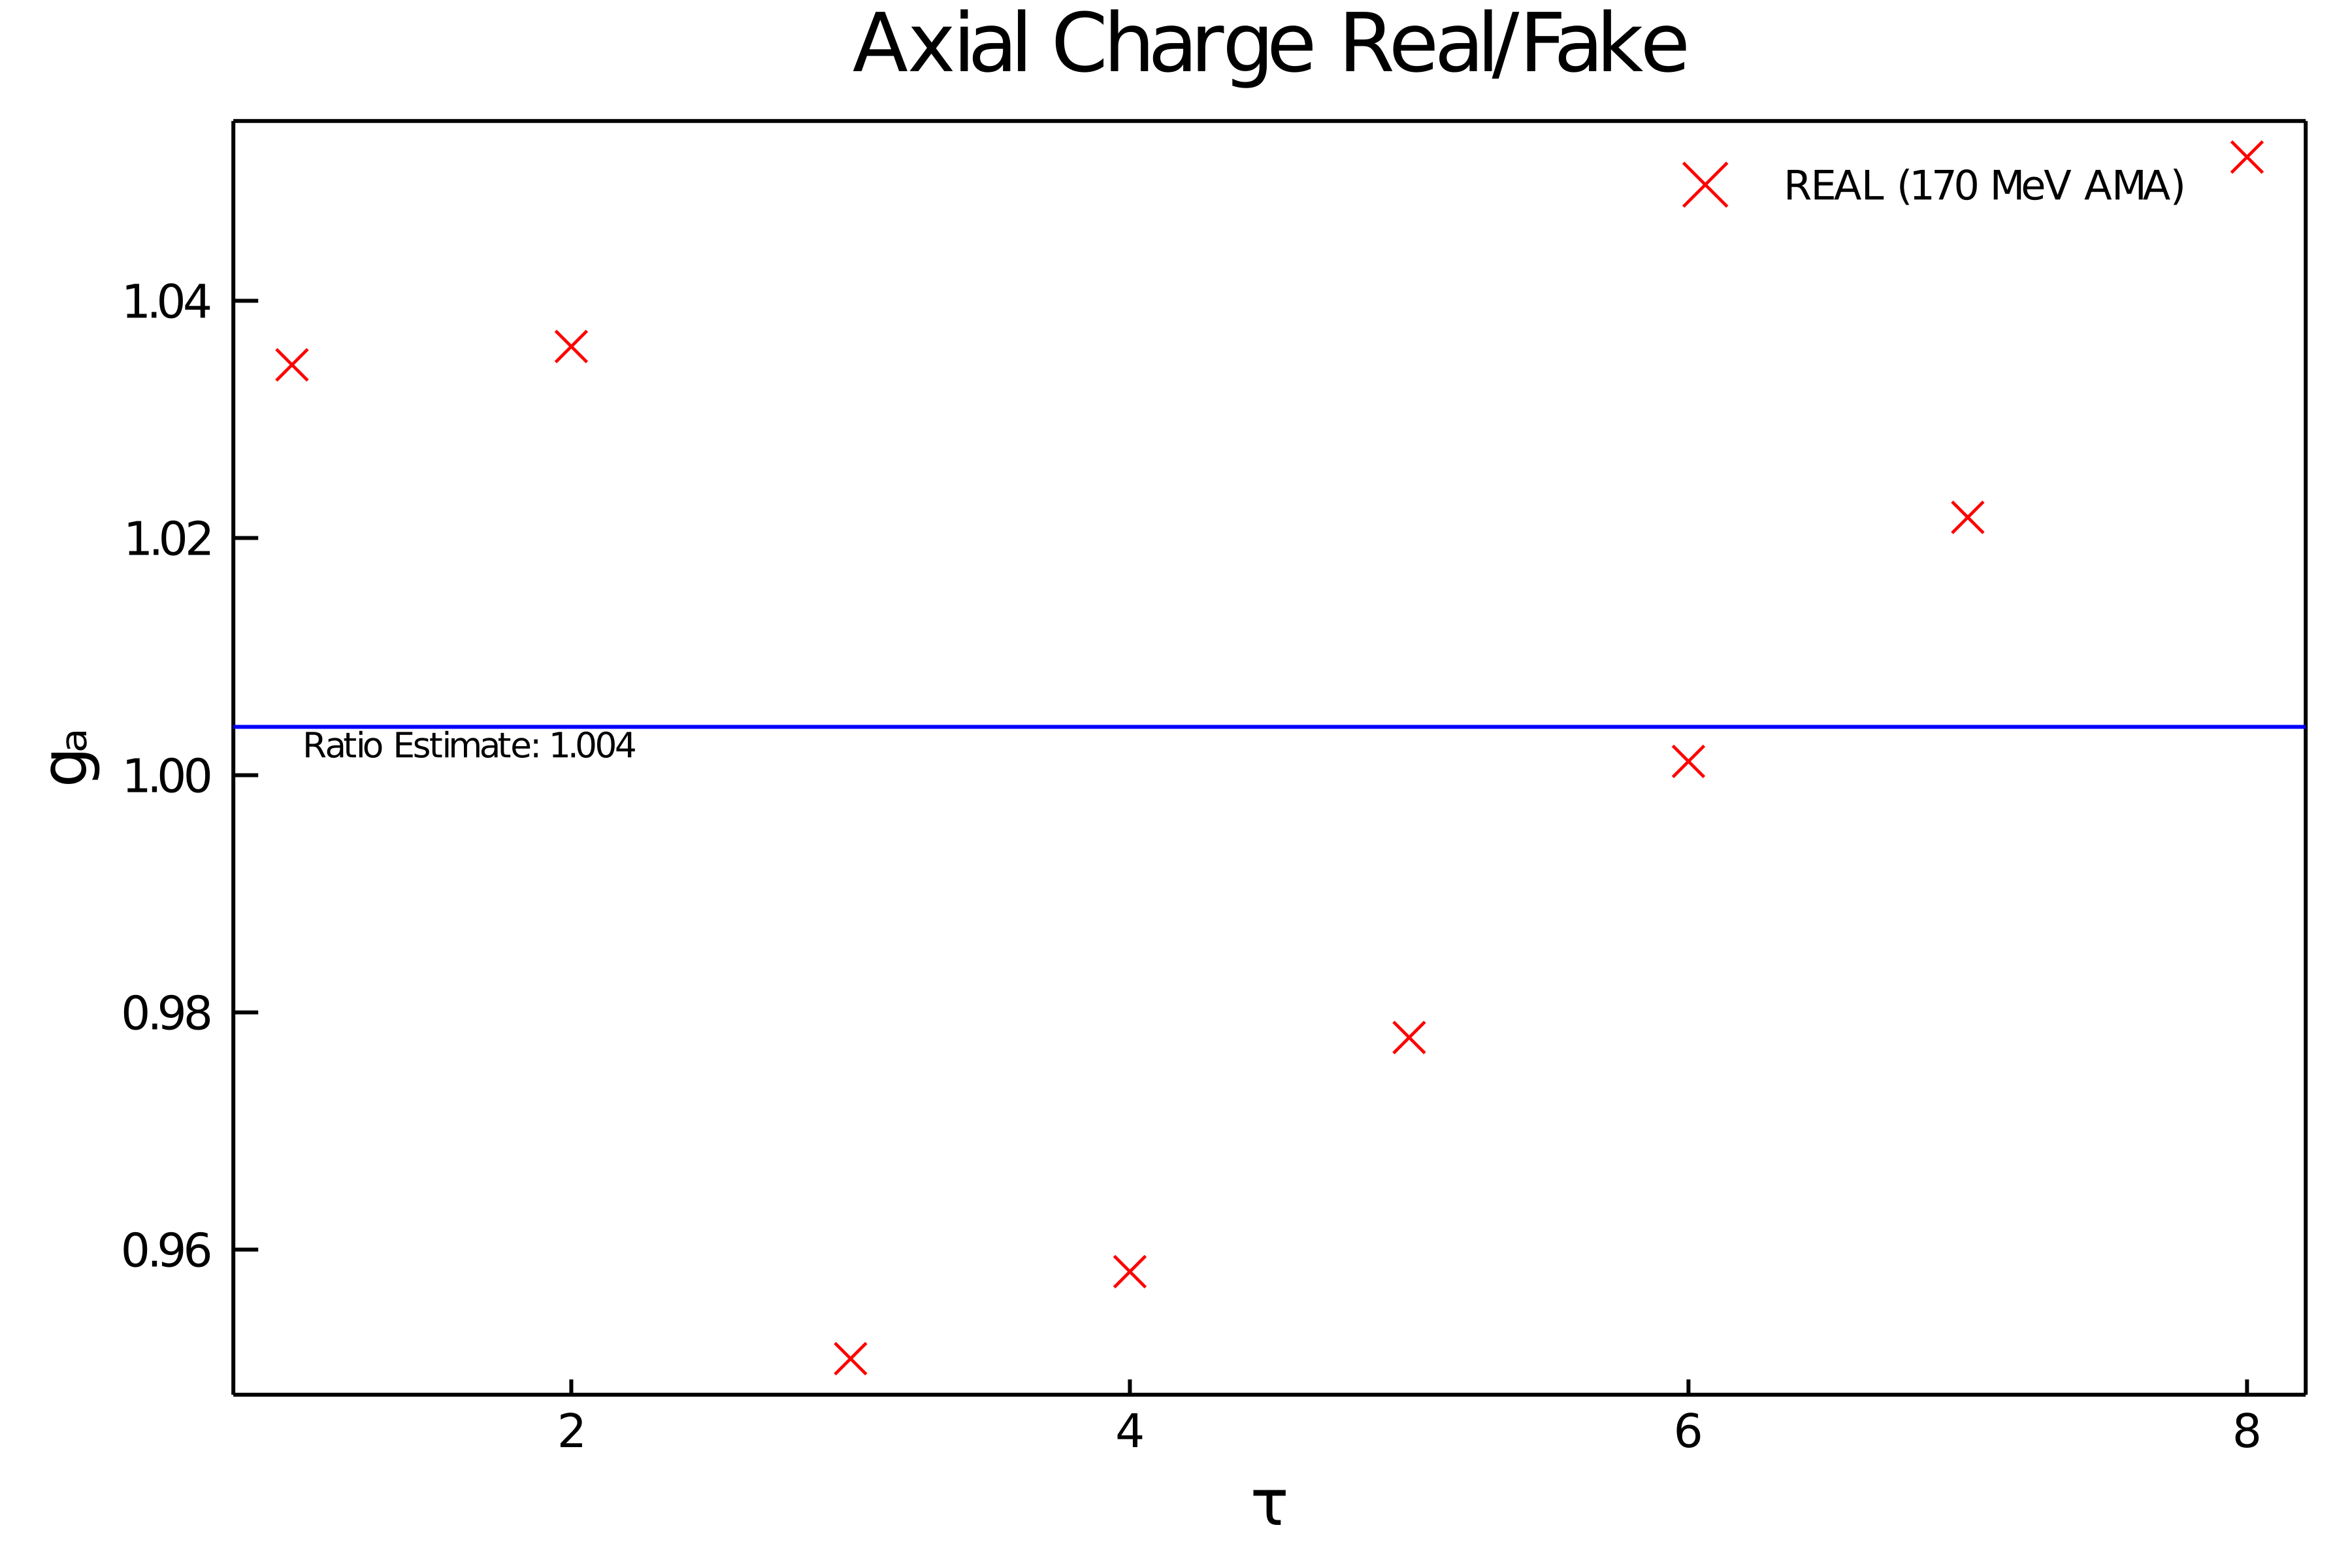 Axial Charge Real/Fake
REAL (170 MeV AMA)
1.04
1.02
Ratio Estimate: 1.004
gₐ
1.00
0.98
0.96
2 4 6 8
τ